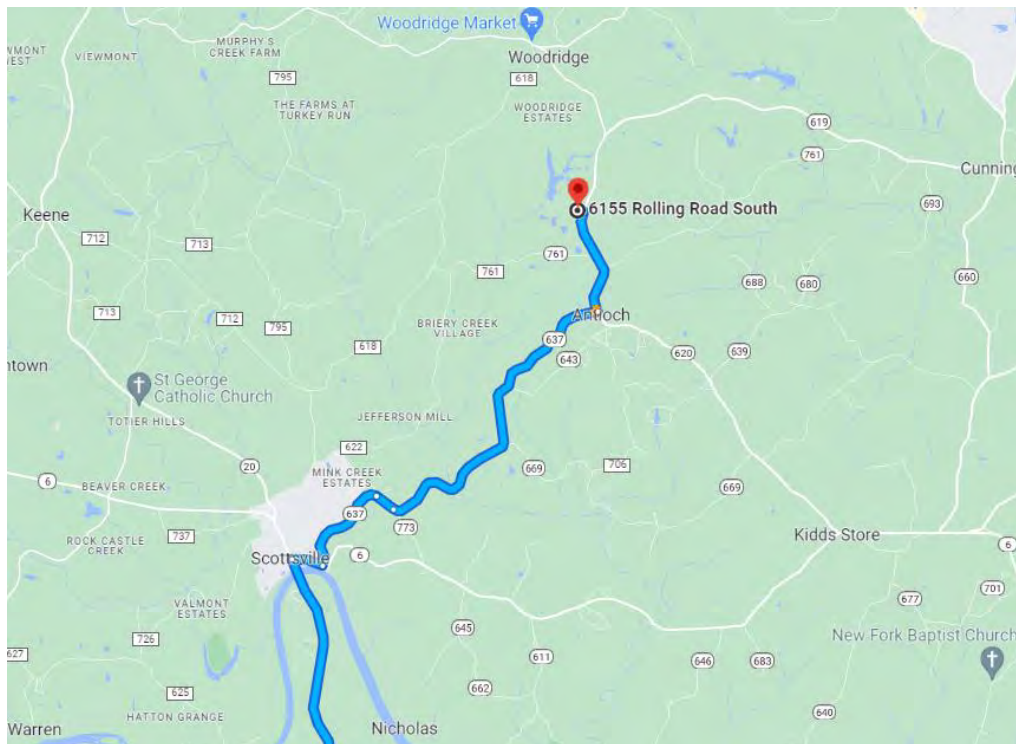 Woodridge Market
Woodridge
MURPHY S
CREEK FARM
VIEWMONT
EWMONT
WEST
795
618
THE FARMS AT
TURKEY RUN
WOODRIDGE
ESTATES
619
761
Cunning
693
Keene
6155 Rolling Road South
712
713
761
761
660
688
680
713
712
795
BRIERY CREEK
VILLAGE
Antioch
637
618
643
620
639
ntown
St George
Catholic Church
TOTIER HILLS
JEFFERSON MILL
622
20
MINK CREEK
ESTATES
669
706
6
BEAVER CREEK
669
637
773
ROCK CASTLE
CREEK
737
Kidds Store
6
Scottsville
6
VALMONT
ESTATES
701
677
726
645
New Fork Baptist Church
627
611
646
683
625
662
HATTON GRANGE
640
Warren
Nicholas